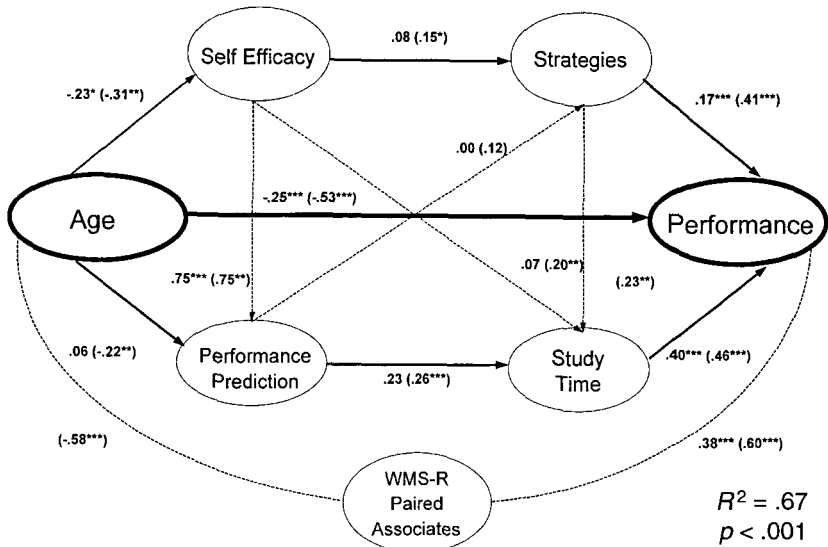 .08 (.15*)
Self Efficacy
Strategies
-.23* (-.31**)
.17*** (.41***)
.00 (.12)
-.25*** (-.53***)
Age
Performance
.75*** (.75**)
.07 (.20**)
(.23**)
.06 (-.22**)
Performance
Prediction
.23 (.26***)
Study
Time
.40*** (.46***)
(-.58***)
.38*** (.60***)
WMS-R
Paired
Associates
R² = .67
p < .001